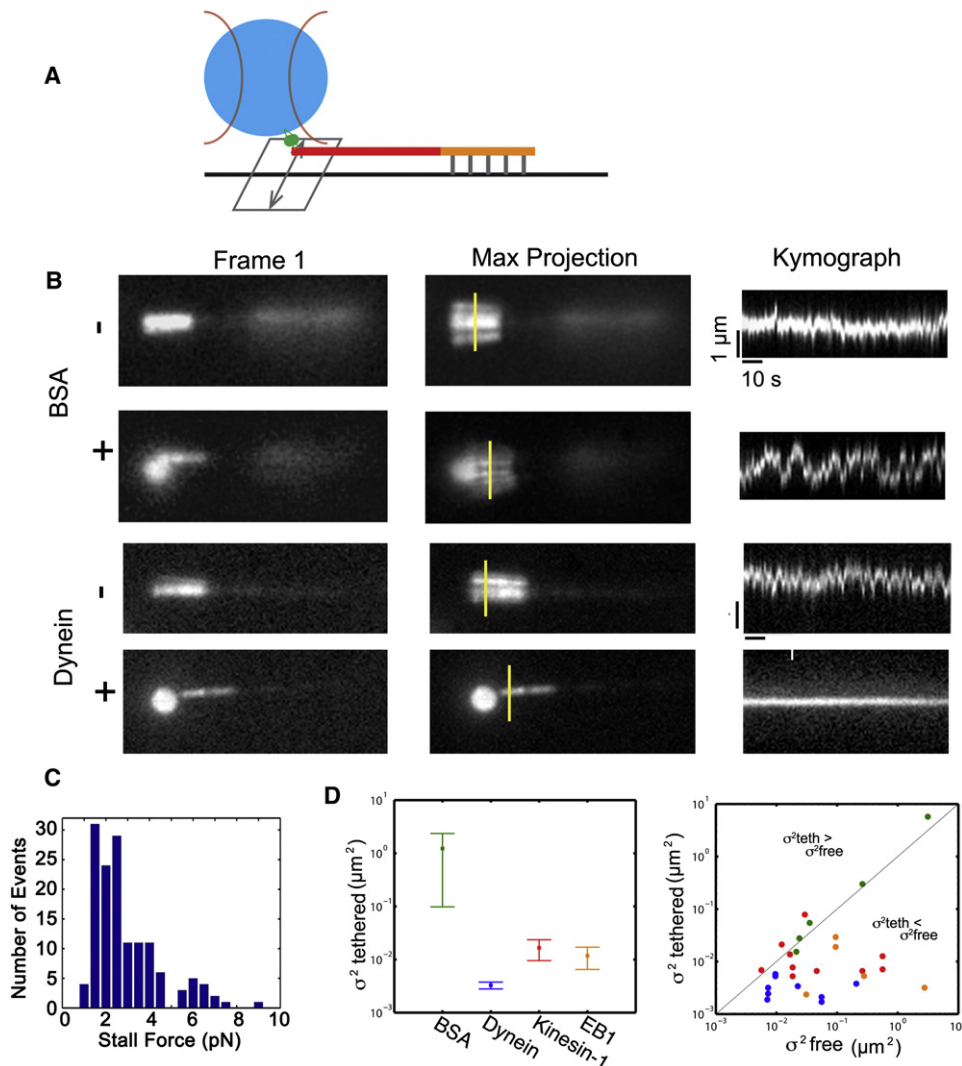 A
B
Frame 1
Max Projection
Kymograph
BSA
-
+
1 µm
10 s
Dynein
-
+
C
Number of Events
30
25
20
15
10
5
0
0 2 4 6 8 10
Stall Force (pN)
D
σ² tethered (µm²)
10¹
10⁰
10⁻¹
10⁻²
10⁻³
BSA
Dynein
Kinesin-1
EB1
σ² tethered (µm²)
10¹
10⁰
10⁻¹
10⁻²
10⁻³
σ²teth >
σ²free
σ²teth <
σ²free
10⁻³ 10⁻² 10⁻¹ 10⁰ 10
σ² free (µm²)